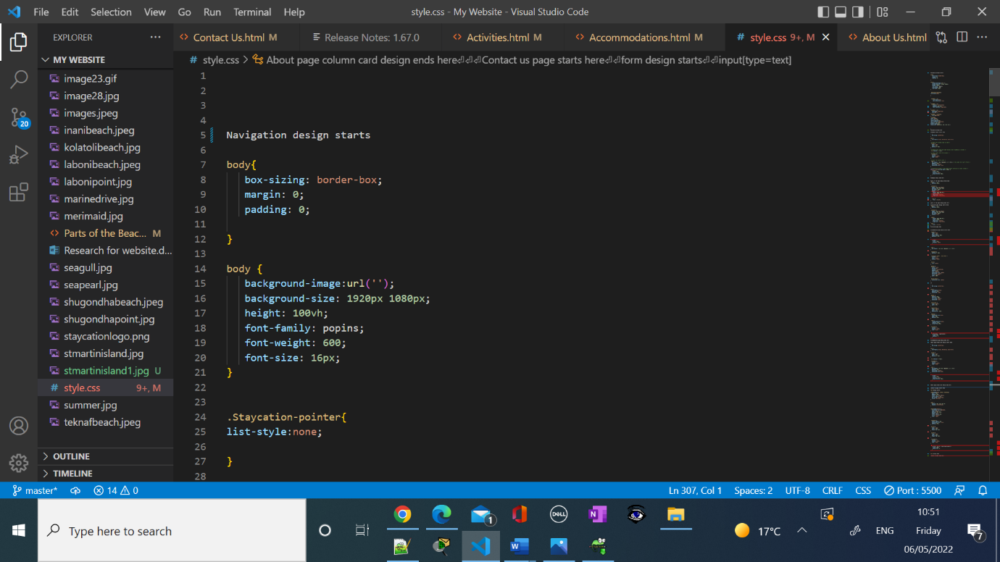 File Edit Selection View Go Run Terminal Help
style.css - My Website - Visual Studio Code
EXPLORER
Contact Us.html M
Release Notes: 1.67.0
Activities.html M
Accommodations.html M
style.css 9+, M
About Us.html
MY WEBSITE
style.css > About page column card design ends here⏎⏎⏎Contact us page starts here⏎⏎form design starts⏎⏎input[type=text]
image23.gif
image28.jpg
images.jpeg
inanibeach.jpeg
kolatolibeach.jpg
labonibeach.jpeg
labonipoint.jpg
marinedrive.jpg
merimaid.jpg
Parts of the Beac... M
Research for website.d...
seagull.jpg
seapearl.jpg
shugondhabeach.jpeg
shugondhapoint.jpg
staycationlogo.png
stmartinisland.jpg
stmartinisland1.jpg U
style.css 9+, M
summer.jpg
teknafbeach.jpeg
OUTLINE
TIMELINE
20
1
2
3
4
5 Navigation design starts
6
7 body{
8 box-sizing: border-box;
9 margin: 0;
10 padding: 0;
11
12 }
13
14 body {
15 background-image:url('');
16 background-size: 1920px 1080px;
17 height: 100vh;
18 font-family: popins;
19 font-weight: 600;
20 font-size: 16px;
21 }
22
23
24 .Staycation-pointer{
25 list-style:none;
26
27 }
28
master* 14 0
Ln 307, Col 1 Spaces: 2 UTF-8 CRLF CSS Port : 5500
Type here to search
1
DELL
N
W
17°C
ENG
10:51
Friday
06/05/2022
7